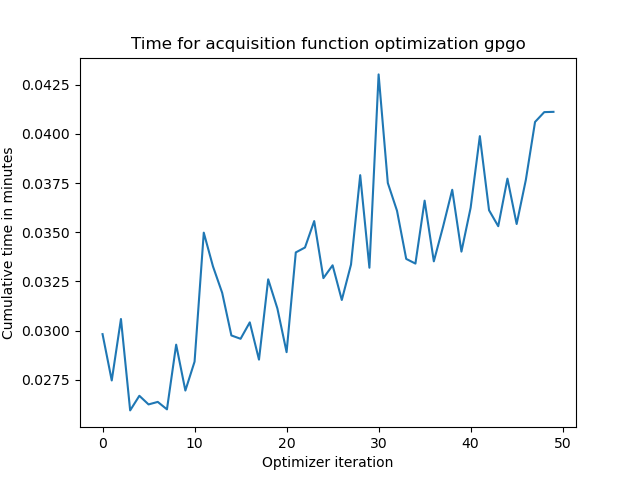 Time for acquisition function optimization gpgo
Cumulative time in minutes
0.0425
0.0400
0.0375
0.0350
0.0325
0.0300
0.0275
0 10 20 30 40 50
Optimizer iteration